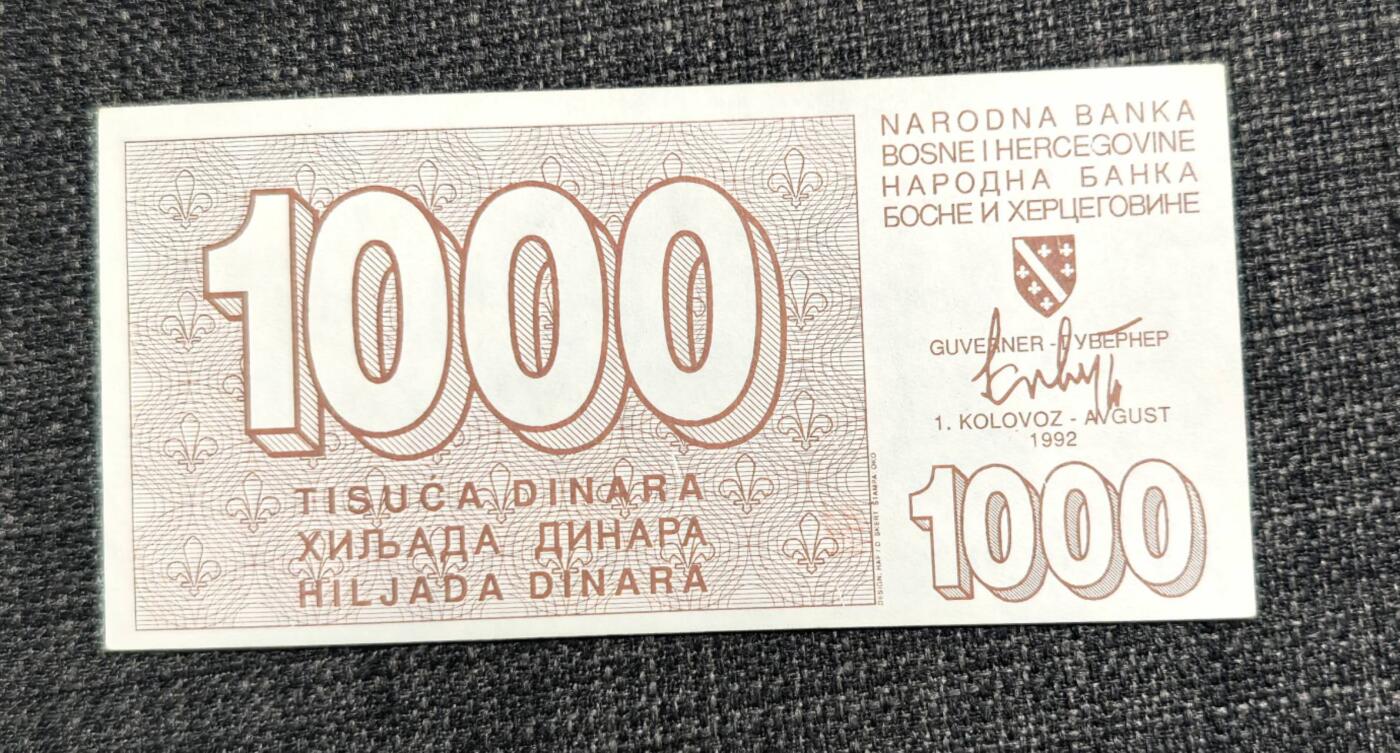 1000
TISUĆA DINARA
ХИЉАДА ДИНАРА
HILJADA DINARA
NARODNA BANKA
BOSNE I HERCEGOVINE
НАРОДНА БАНКА
БОСНЕ И ХЕРЦЕГОВИНЕ
GUVERNER - ГУВЕРНЕР
1. KOLOVOZ - AVGUST
1992
1000